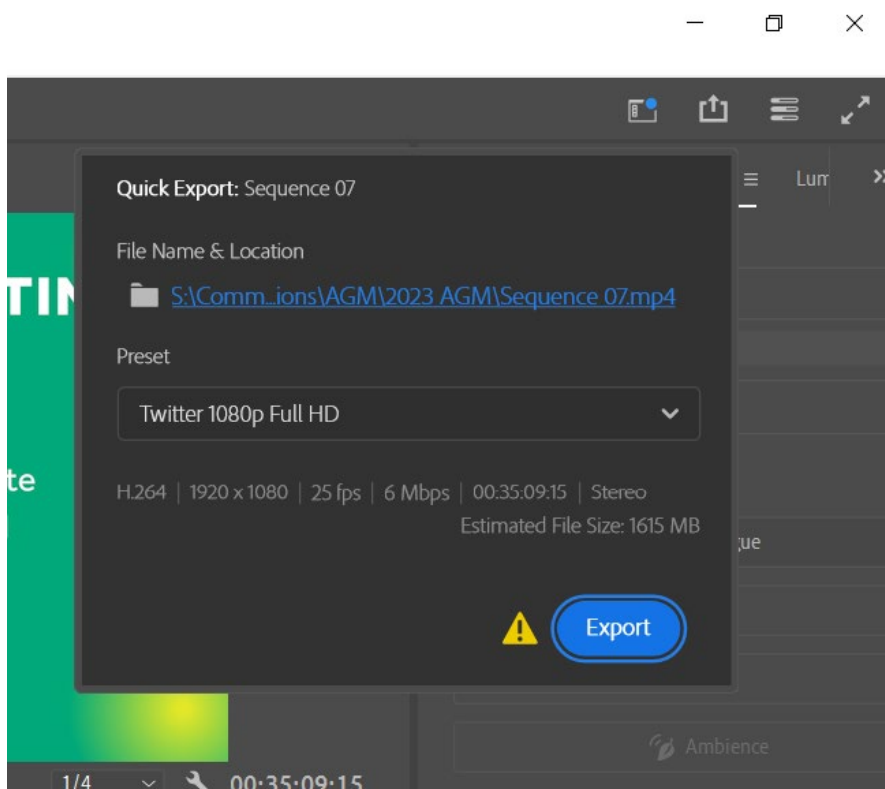 Quick Export: Sequence 07
Lum
File Name & Location
TIN
S:\Comm...ions\AGM\2023 AGM\Sequence 07.mp4
Preset
Twitter 1080p Full HD
te
H.264 | 1920 x 1080 | 25 fps | 6 Mbps | 00:35:09:15 | Stereo
Estimated File Size: 1615 MB
gue
Export
Ambience
1/4
00:35:09:15